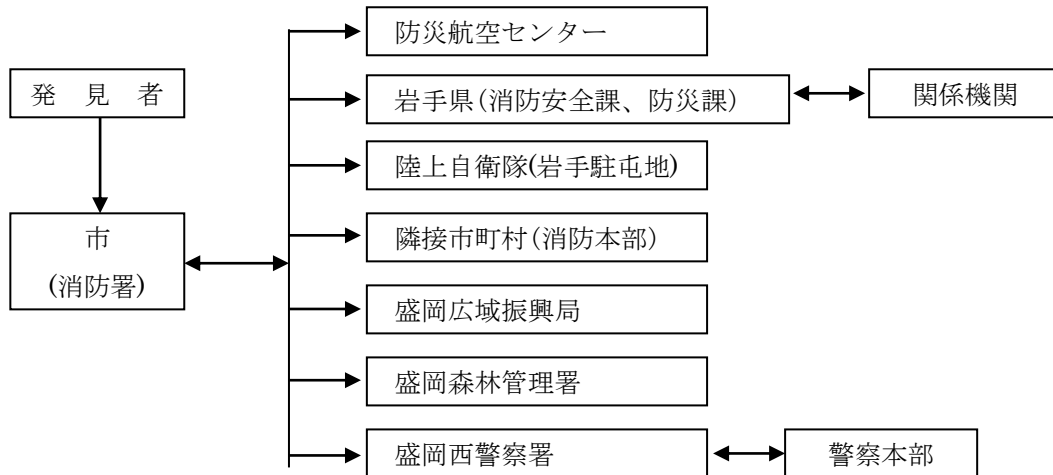 防災航空センター
発 見 者
岩手県(消防安全課、防災課)
関係機関
陸上自衛隊(岩手駐屯地)
市
(消防署)
隣接市町村(消防本部)
盛岡広域振興局
盛岡森林管理署
盛岡西警察署
警察本部